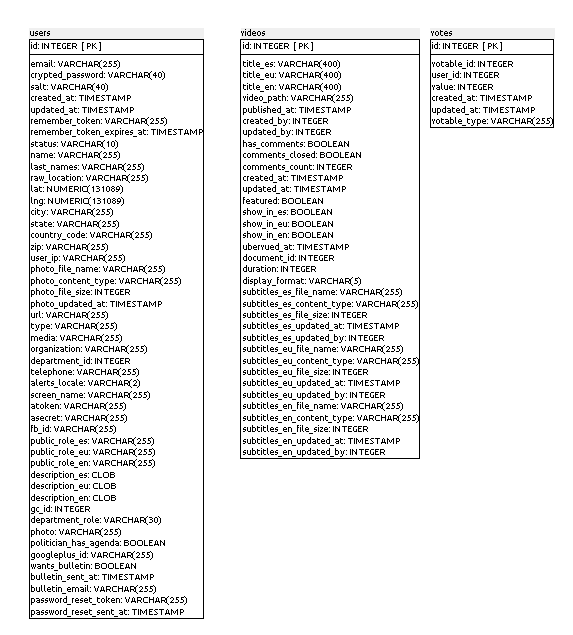 users
id: INTEGER [ PK ]
email: VARCHAR(255)
crypted_password: VARCHAR(40)
salt: VARCHAR(40)
created_at: TIMESTAMP
updated_at: TIMESTAMP
remember_token: VARCHAR(255)
remember_token_expires_at: TIMESTAMP
status: VARCHAR(10)
name: VARCHAR(255)
last_names: VARCHAR(255)
raw_location: VARCHAR(255)
lat: NUMERIC(131089)
lng: NUMERIC(131089)
city: VARCHAR(255)
state: VARCHAR(255)
country_code: VARCHAR(255)
zip: VARCHAR(255)
user_ip: VARCHAR(255)
photo_file_name: VARCHAR(255)
photo_content_type: VARCHAR(255)
photo_file_size: INTEGER
photo_updated_at: TIMESTAMP
url: VARCHAR(255)
type: VARCHAR(255)
media: VARCHAR(255)
organization: VARCHAR(255)
department_id: INTEGER
telephone: VARCHAR(255)
alerts_locale: VARCHAR(2)
screen_name: VARCHAR(255)
atoken: VARCHAR(255)
asecret: VARCHAR(255)
fb_id: VARCHAR(255)
public_role_es: VARCHAR(255)
public_role_eu: VARCHAR(255)
public_role_en: VARCHAR(255)
description_es: CLOB
description_eu: CLOB
description_en: CLOB
gc_id: INTEGER
department_role: VARCHAR(30)
photo: VARCHAR(255)
politician_has_agenda: BOOLEAN
googleplus_id: VARCHAR(255)
wants_bulletin: BOOLEAN
bulletin_sent_at: TIMESTAMP
bulletin_email: VARCHAR(255)
password_reset_token: VARCHAR(255)
password_reset_sent_at: TIMESTAMP
videos
id: INTEGER [ PK ]
title_es: VARCHAR(400)
title_eu: VARCHAR(400)
title_en: VARCHAR(400)
video_path: VARCHAR(255)
published_at: TIMESTAMP
created_by: INTEGER
updated_by: INTEGER
has_comments: BOOLEAN
comments_closed: BOOLEAN
comments_count: INTEGER
created_at: TIMESTAMP
updated_at: TIMESTAMP
featured: BOOLEAN
show_in_es: BOOLEAN
show_in_eu: BOOLEAN
show_in_en: BOOLEAN
ubervued_at: TIMESTAMP
document_id: INTEGER
duration: INTEGER
display_format: VARCHAR(5)
subtitles_es_file_name: VARCHAR(255)
subtitles_es_content_type: VARCHAR(255)
subtitles_es_file_size: INTEGER
subtitles_es_updated_at: TIMESTAMP
subtitles_es_updated_by: INTEGER
subtitles_eu_file_name: VARCHAR(255)
subtitles_eu_content_type: VARCHAR(255)
subtitles_eu_file_size: INTEGER
subtitles_eu_updated_at: TIMESTAMP
subtitles_eu_updated_by: INTEGER
subtitles_en_file_name: VARCHAR(255)
subtitles_en_content_type: VARCHAR(255)
subtitles_en_file_size: INTEGER
subtitles_en_updated_at: TIMESTAMP
subtitles_en_updated_by: INTEGER
votes
id: INTEGER [ PK ]
votable_id: INTEGER
user_id: INTEGER
value: INTEGER
created_at: TIMESTAMP
updated_at: TIMESTAMP
votable_type: VARCHAR(255)